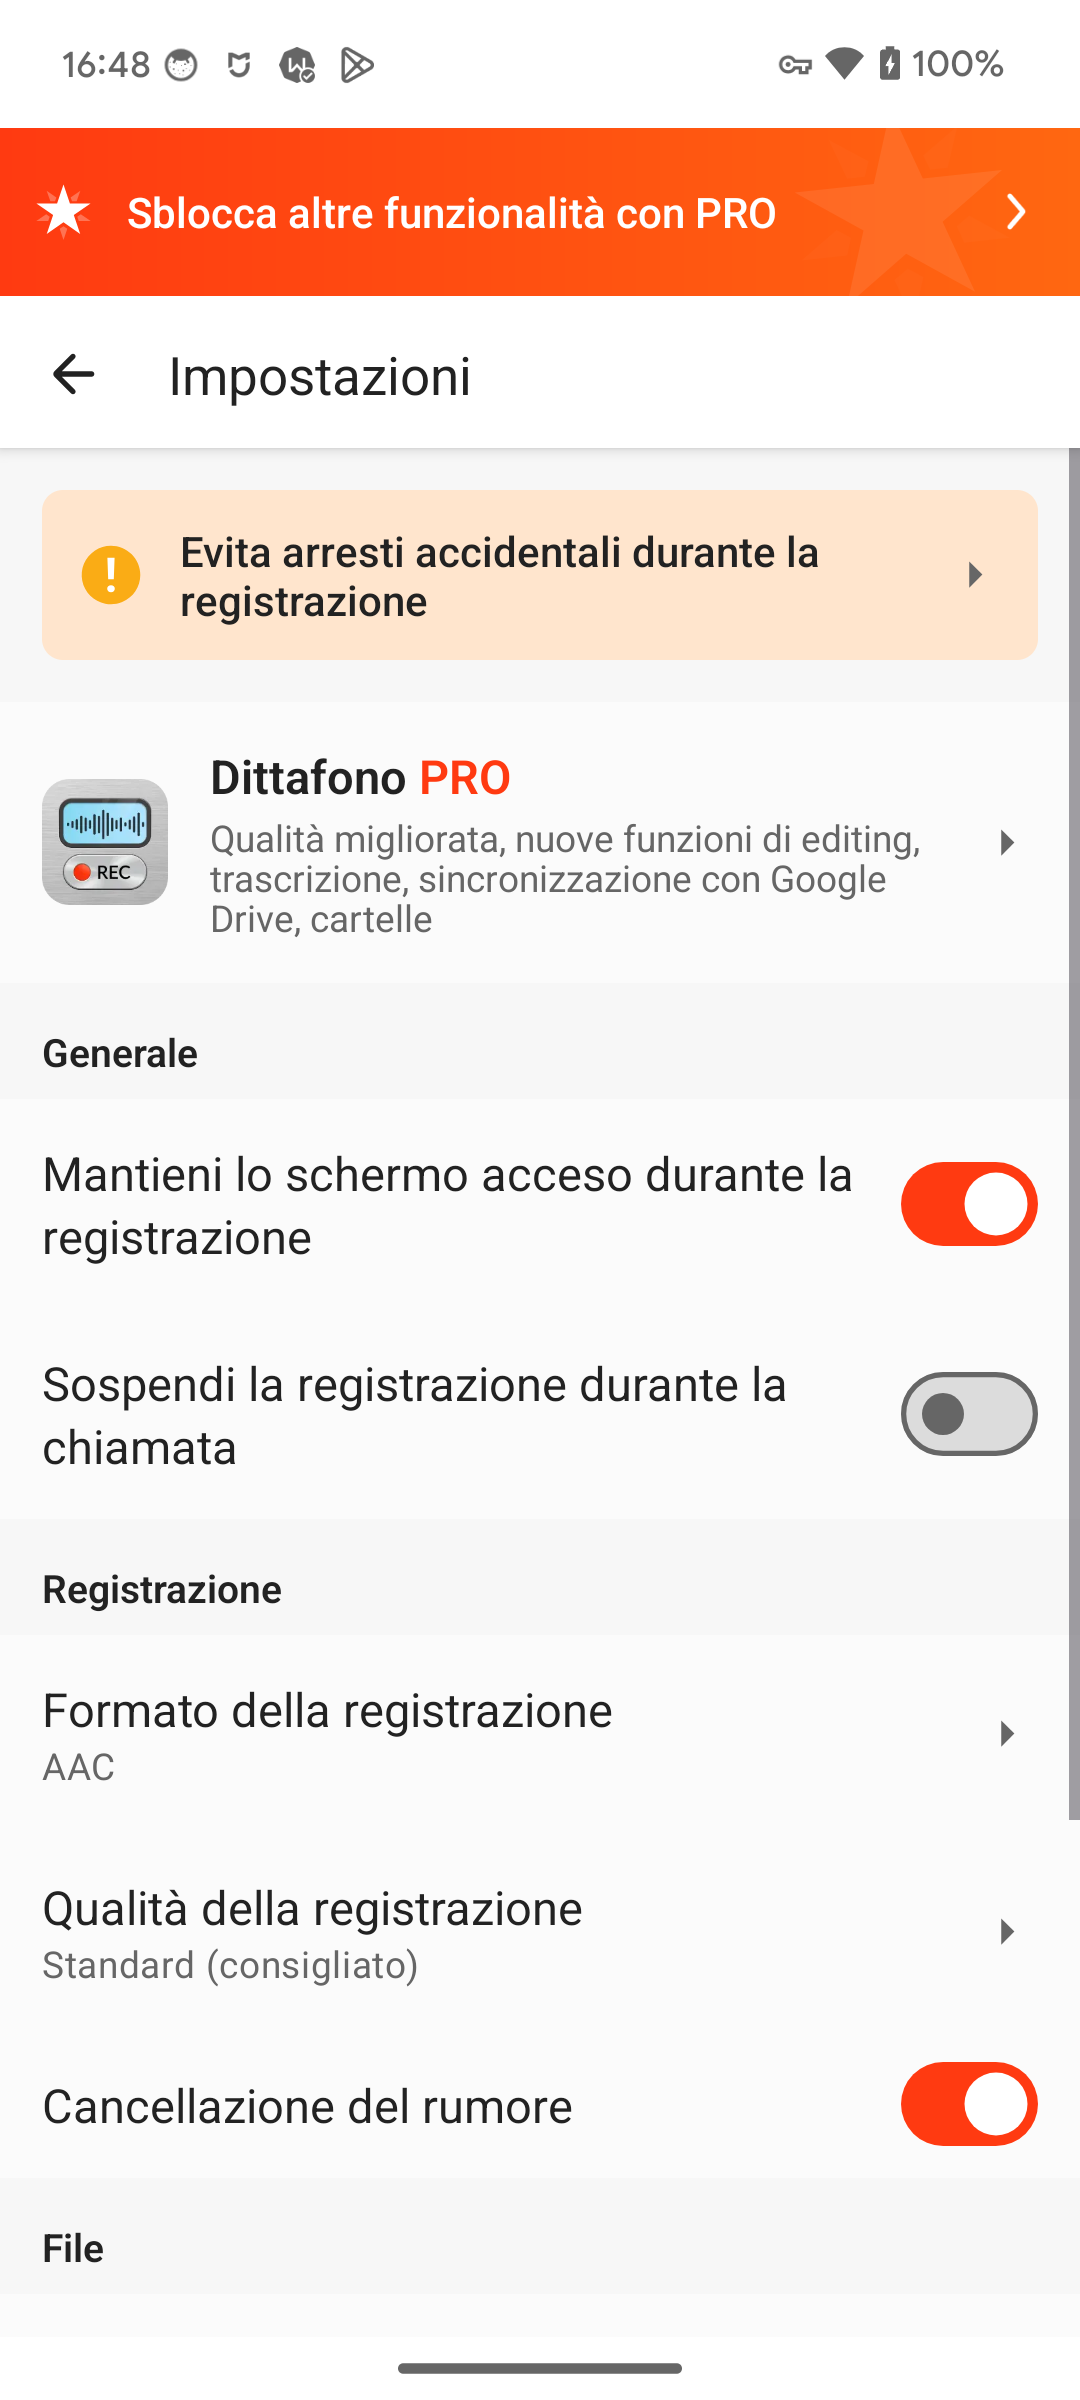 16:48
100%
Sblocca altre funzionalità con PRO
Impostazioni
Evita arresti accidentali durante la
registrazione
Dittafono PRO
Qualità migliorata, nuove funzioni di editing,
trascrizione, sincronizzazione con Google
Drive, cartelle
REC
Generale
Mantieni lo schermo acceso durante la
registrazione
Sospendi la registrazione durante la
chiamata
Registrazione
Formato della registrazione
AAC
Qualità della registrazione
Standard (consigliato)
Cancellazione del rumore
File